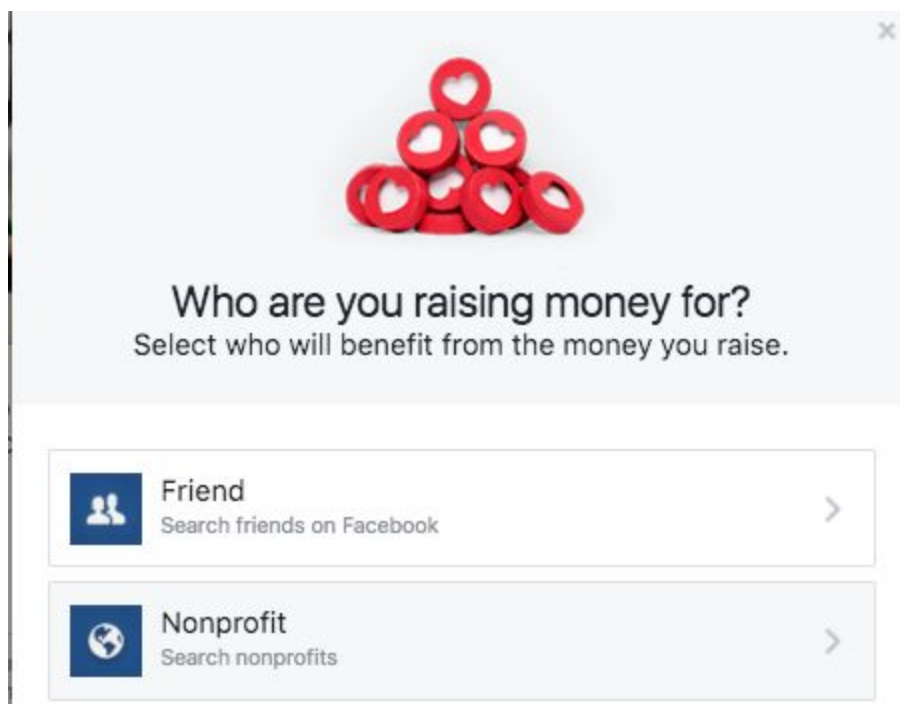 Who are you raising money for?
Select who will benefit from the money you raise.
Friend
Search friends on Facebook
Nonprofit
Search nonprofits